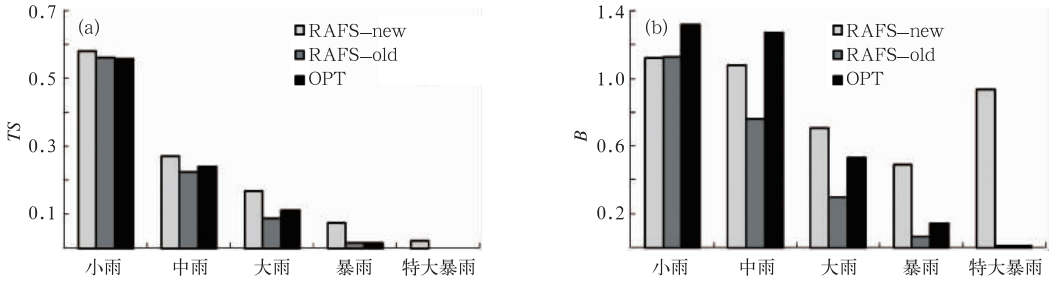 (a)
RAFS–new
RAFS–old
OPT
0.7
0.5
0.3
0.1
TS
小雨 中雨 大雨 暴雨 特大暴雨
(b)
RAFS–new
RAFS–old
OPT
1.4
1.0
0.6
0.2
B
小雨 中雨 大雨 暴雨 特大暴雨